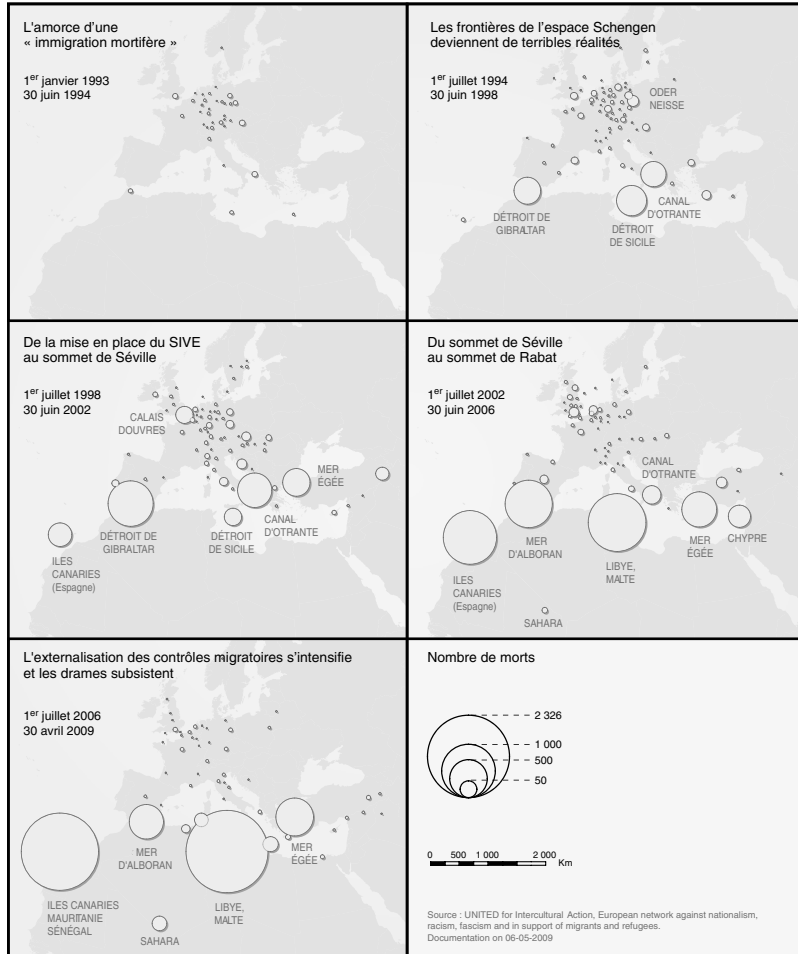 L'amorce d'une
« immigration mortifère »
1er janvier 1993
30 juin 1994
Les frontières de l'espace Schengen
deviennent de terribles réalités
1er juillet 1994
30 juin 1998
ODER
NEISSE
DÉTROIT DE
GIBRALTAR
CANAL
D'OTRANTE
DÉTROIT
DE SICILE
De la mise en place du SIVE
au sommet de Séville
1er juillet 1998
30 juin 2002
CALAIS
DOUVRES
MER
ÉGÉE
CANAL
D'OTRANTE
DÉTROIT DE
GIBRALTAR
DÉTROIT
DE SICILE
ILES
CANARIES
(Espagne)
Du sommet de Séville
au sommet de Rabat
1er juillet 2002
30 juin 2006
CANAL
D'OTRANTE
MER
D'ALBORAN
MER
ÉGÉE
CHYPRE
LIBYE,
MALTE
ILES
CANARIES
(Espagne)
SAHARA
L'externalisation des contrôles migratoires s'intensifie
et les drames subsistent
1er juillet 2006
30 avril 2009
MER
D'ALBORAN
MER
ÉGÉE
ILES CANARIES
MAURITANIE
SÉNÉGAL
LIBYE,
MALTE
SAHARA
Nombre de morts
2 326
1 000
500
50
0 500 1 000 2 000
Km
Source : UNITED for Intercultural Action, European network against nationalism,
racism, fascism and in support of migrants and refugees.
Documentation on 06-05-2009